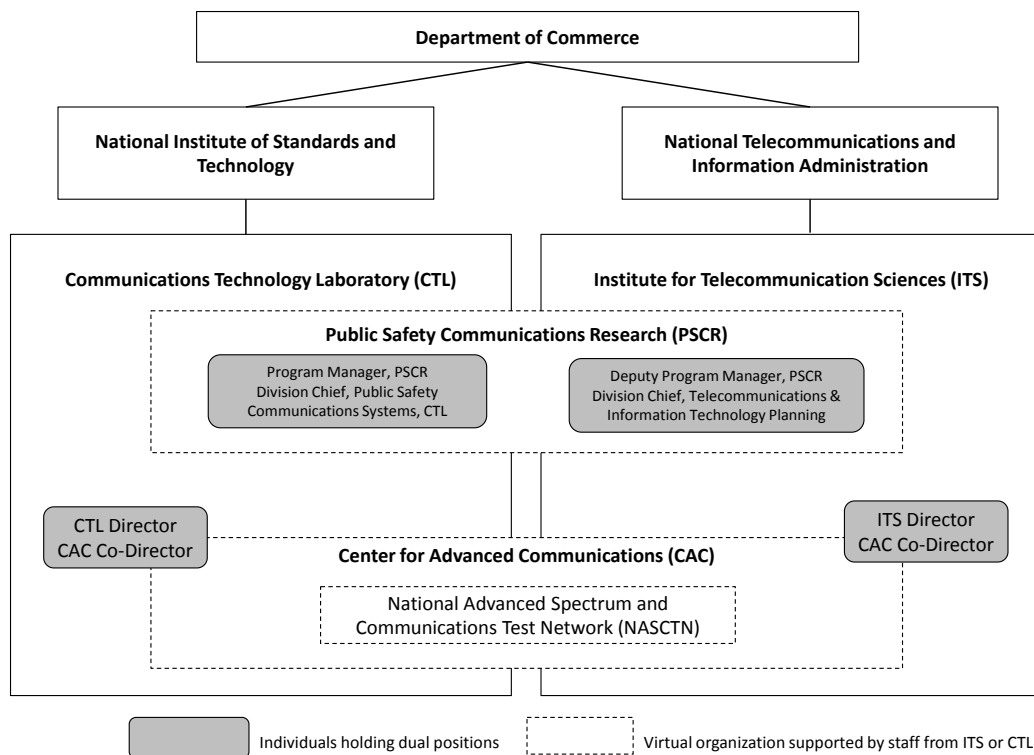 Department of Commerce
National Institute of Standards and
Technology
National Telecommunications and
Information Administration
Communications Technology Laboratory (CTL)
Institute for Telecommunication Sciences (ITS)
Public Safety Communications Research (PSCR)
Program Manager, PSCR
Division Chief, Public Safety
Communications Systems, CTL
Deputy Program Manager, PSCR
Division Chief, Telecommunications &
Information Technology Planning
CTL Director
CAC Co-Director
ITS Director
CAC Co-Director
Center for Advanced Communications (CAC)
National Advanced Spectrum and
Communications Test Network (NASCTN)
Individuals holding dual positions
Virtual organization supported by staff from ITS or CTL